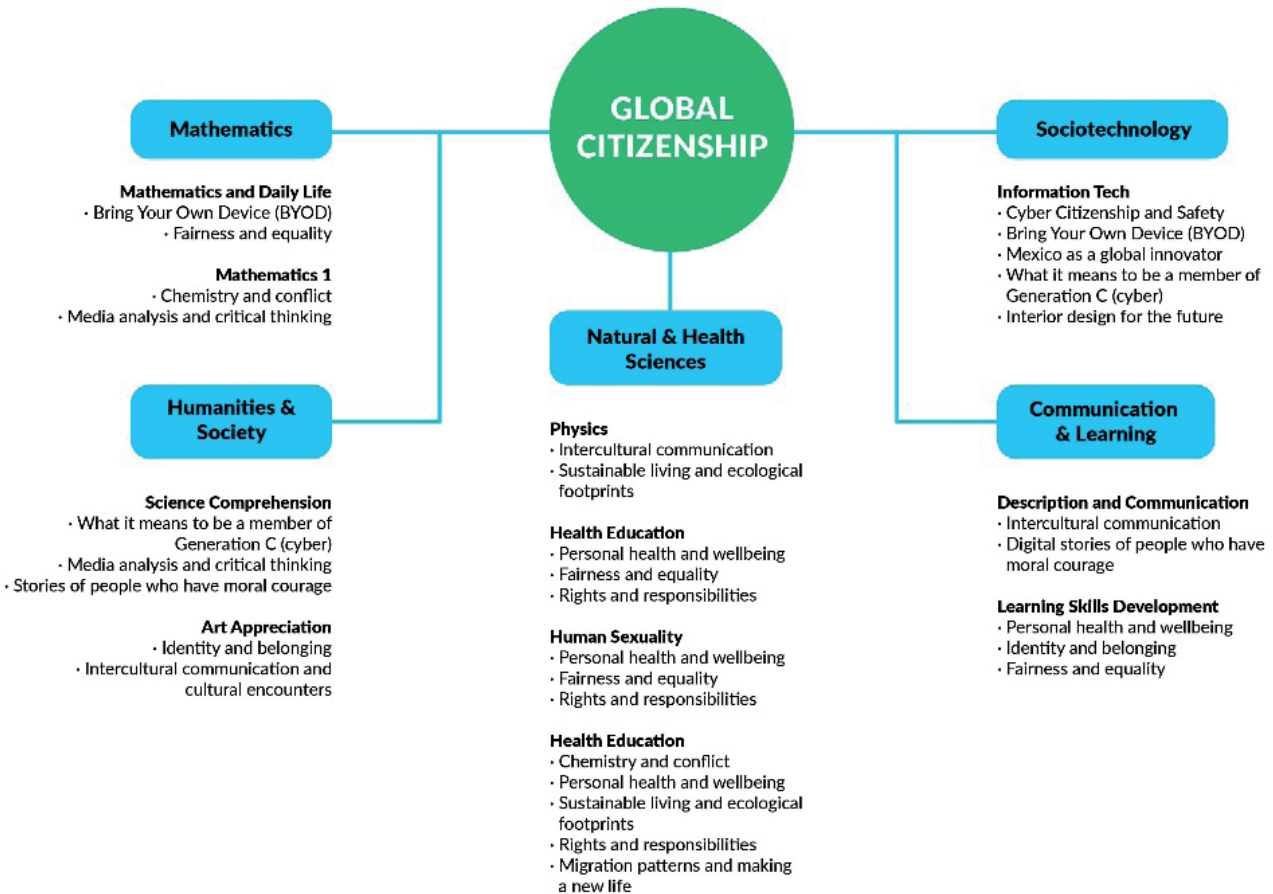 GLOBAL
CITIZENSHIP
Mathematics
Mathematics and Daily Life
· Bring Your Own Device (BYOD)
· Fairness and equality
Mathematics 1
· Chemistry and conflict
· Media analysis and critical thinking
Humanities &
Society
Science Comprehension
· What it means to be a member of
Generation C (cyber)
· Media analysis and critical thinking
· Stories of people who have moral courage
Art Appreciation
· Identity and belonging
· Intercultural communication and
cultural encounters
Natural & Health
Sciences
Physics
· Intercultural communication
· Sustainable living and ecological
footprints
Health Education
· Personal health and wellbeing
· Fairness and equality
· Rights and responsibilities
Human Sexuality
· Personal health and wellbeing
· Fairness and equality
· Rights and responsibilities
Health Education
· Chemistry and conflict
· Personal health and wellbeing
· Sustainable living and ecological
footprints
· Rights and responsibilities
· Migration patterns and making
a new life
Sociotechnology
Information Tech
· Cyber Citizenship and Safety
· Bring Your Own Device (BYOD)
· Mexico as a global innovator
· What it means to be a member of
Generation C (cyber)
· Interior design for the future
Communication
& Learning
Description and Communication
· Intercultural communication
· Digital stories of people who have
moral courage
Learning Skills Development
· Personal health and wellbeing
· Identity and belonging
· Fairness and equality